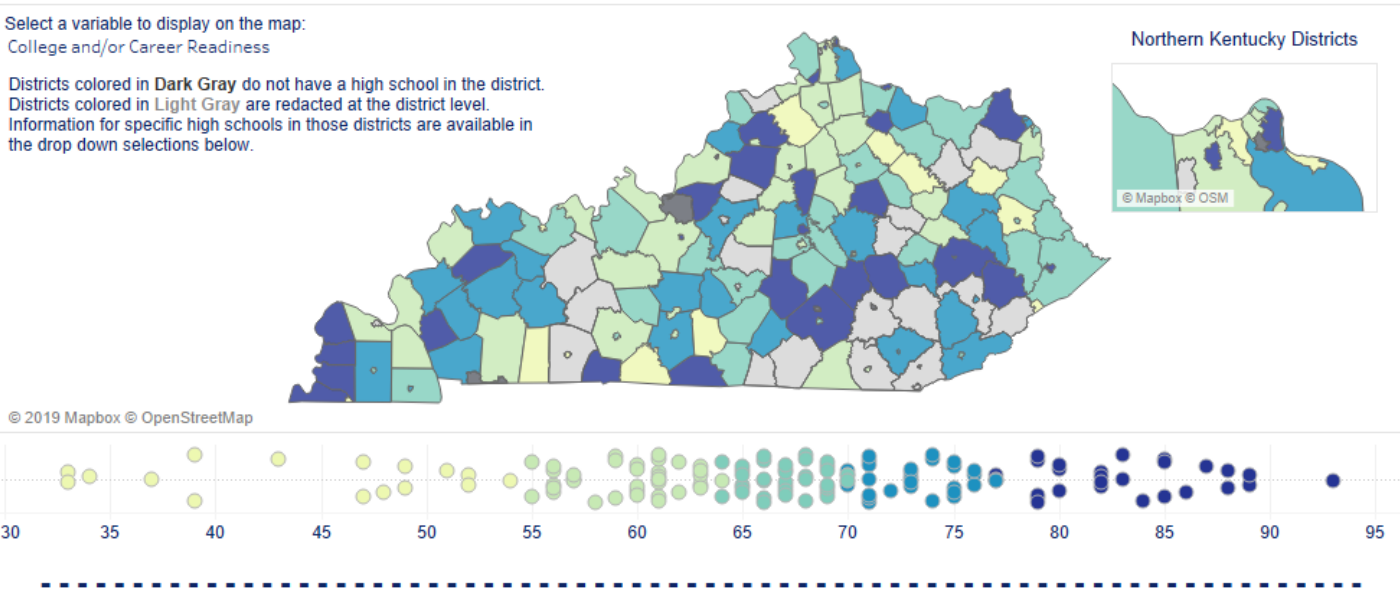 Select a variable to display on the map:
College and/or Career Readiness
Districts colored in Dark Gray do not have a high school in the district.
Districts colored in Light Gray are redacted at the district level.
Information for specific high schools in those districts are available in
the drop down selections below.
Northern Kentucky Districts
© Mapbox © OSM
© 2019 Mapbox © OpenStreetMap
30 35 40 45 50 55 60 65 70 75 80 85 90 95